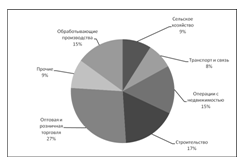 Сельское
хозяйство
9%
Транспорт и связь
8%
Операции с
недвижимостью
15%
Строительство
17%
Оптовая и
розничная
торговля
27%
Прочие
9%
Обрабатывающие
производства
15%